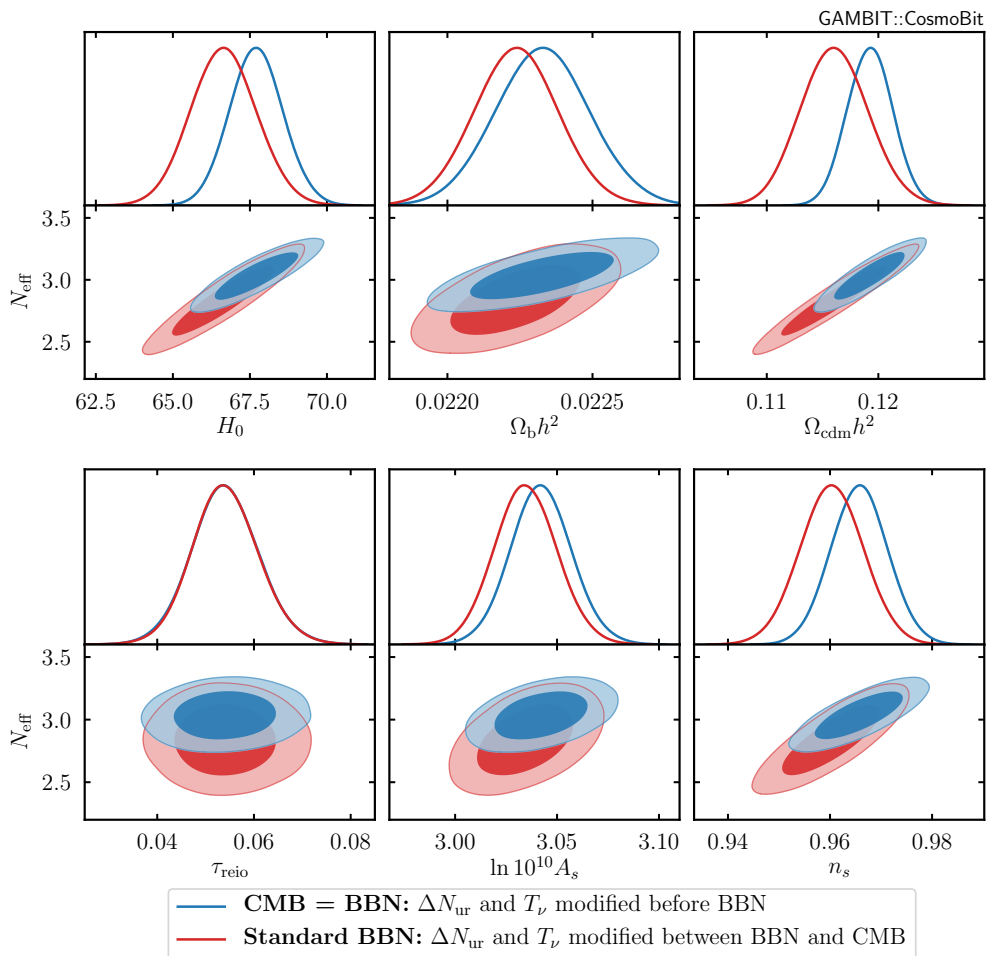 GAMBIT::CosmoBit
3.5
3.0
2.5
N_eff
62.5 65.0 67.5 70.0
H_0
0.0220 0.0225
Ω_b h^2
0.11 0.12
Ω_cdm h^2
3.5
3.0
2.5
N_eff
0.04 0.06 0.08
τ_reio
3.00 3.05 3.10
ln 10^10 A_s
0.94 0.96 0.98
n_s
CMB = BBN: ΔN_ur and T_ν modified before BBN
Standard BBN: ΔN_ur and T_ν modified between BBN and CMB